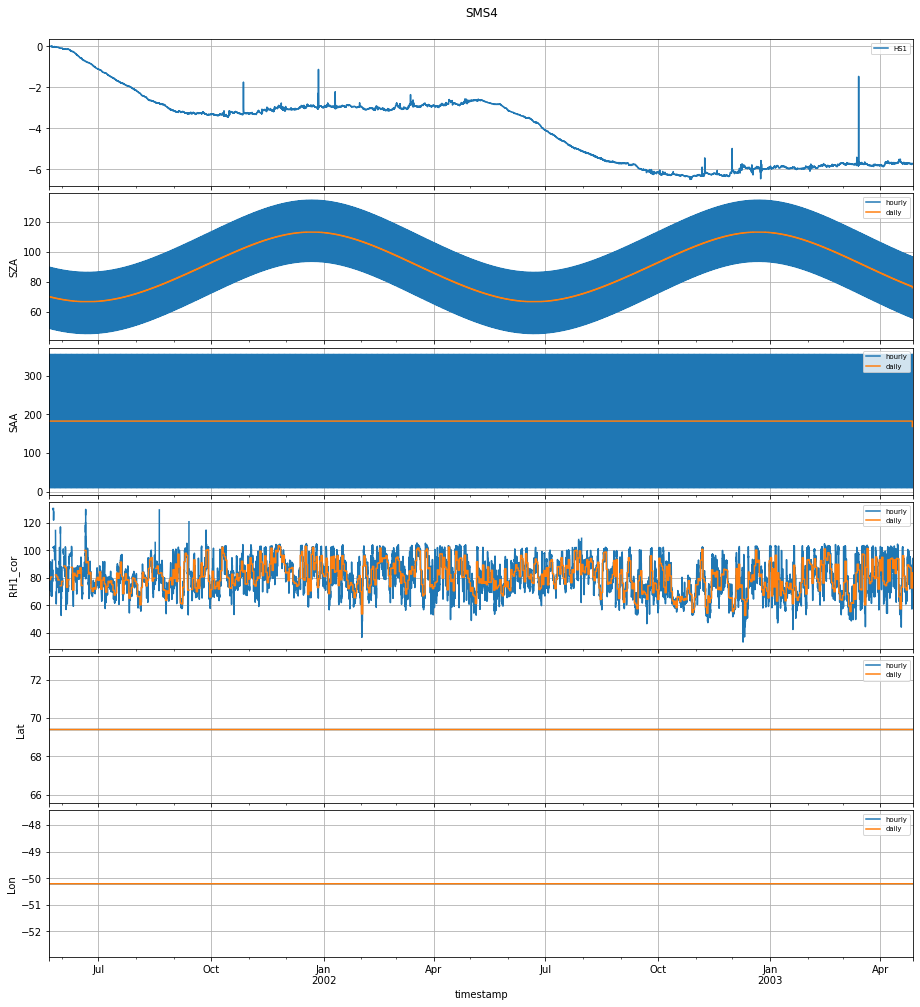 SMS4
0
−2
−4
−6
HS1
SZA
120
100
80
60
hourly
daily
SAA
300
200
100
0
hourly
daily
RH1_cor
120
100
80
60
40
hourly
daily
Lat
72
70
68
66
hourly
daily
Lon
−48
−49
−50
−51
−52
hourly
daily
Jul Oct Jan Apr Jul Oct Jan Apr
2002 2003
timestamp